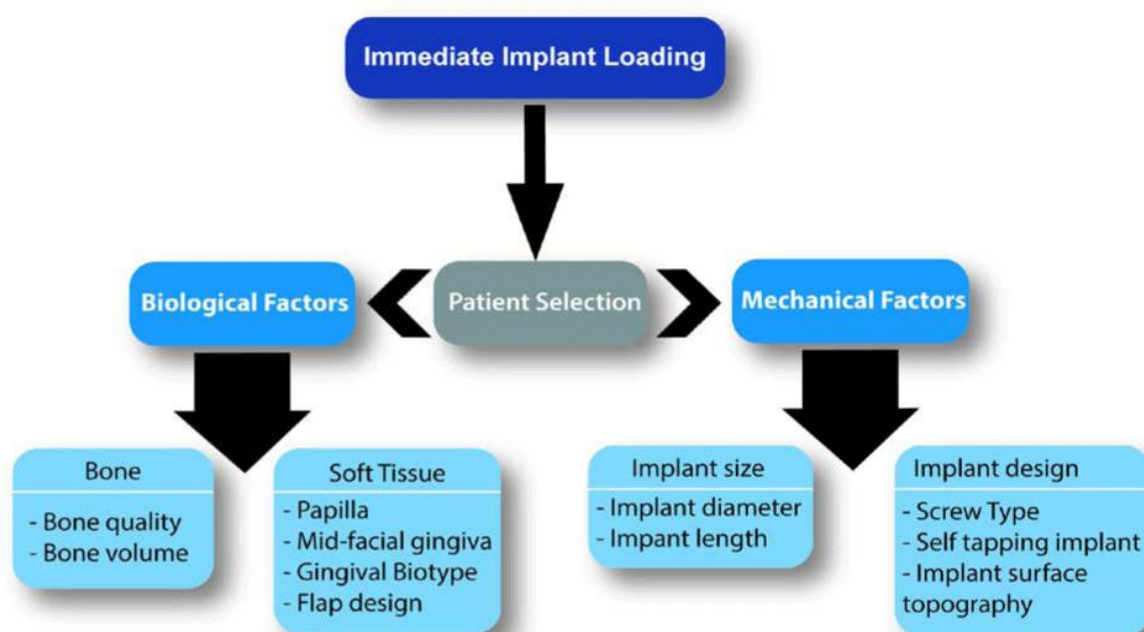 Immediate Implant Loading
Biological Factors
Patient Selection
Mechanical Factors
Bone
- Bone quality
- Bone volume
Soft Tissue
- Papilla
- Mid-facial gingiva
- Gingival Biotype
- Flap design
Implant size
- Implant diameter
- Impant length
Implant design
- Screw Type
- Self tapping implant
- Implant surface
topography